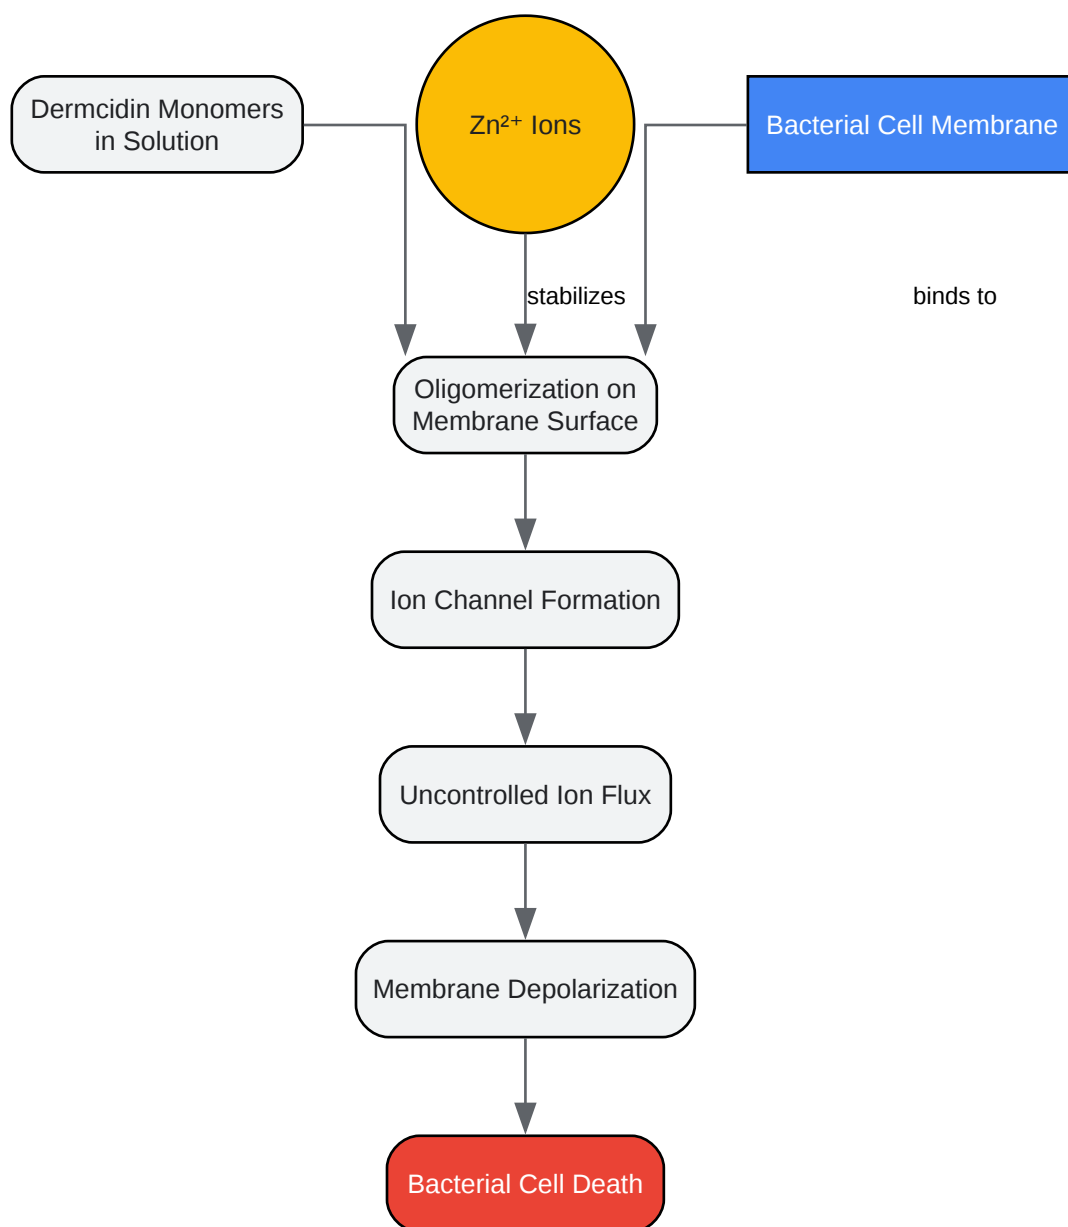 Dermcidin Monomers
in Solution
Zn²⁺ Ions
Bacterial Cell Membrane
stabilizes
binds to
Oligomerization on
Membrane Surface
Ion Channel Formation
Uncontrolled Ion Flux
Membrane Depolarization
Bacterial Cell Death